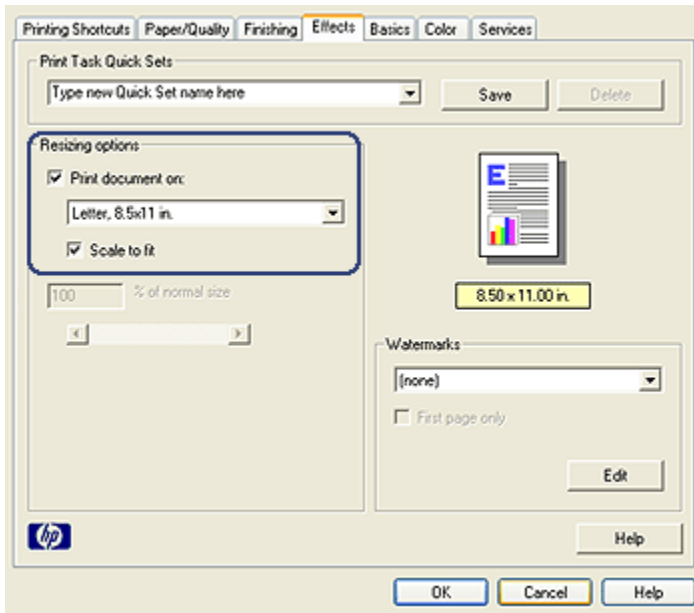 Printing Shortcuts Paper/Quality Finishing Effects Basics Color Services
Print Task Quick Sets
Type new Quick Set name here
Save
Delete
Resizing options
Print document on:
Letter, 8.5x11 in.
Scale to fit
100 % of normal size
E
8.50 x 11.00 in.
Watermarks
(none)
First page only
Edit
hp
Help
OK Cancel Help